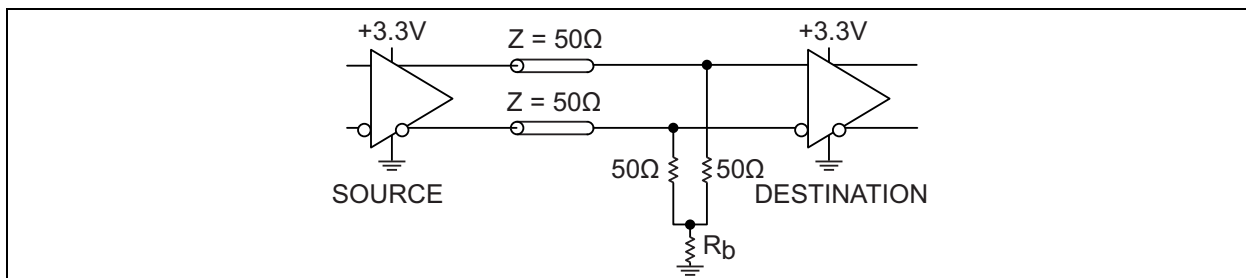 +3.3V
Z = 50Ω
+3.3V
Z = 50Ω
50Ω
50Ω
SOURCE
DESTINATION
Rb